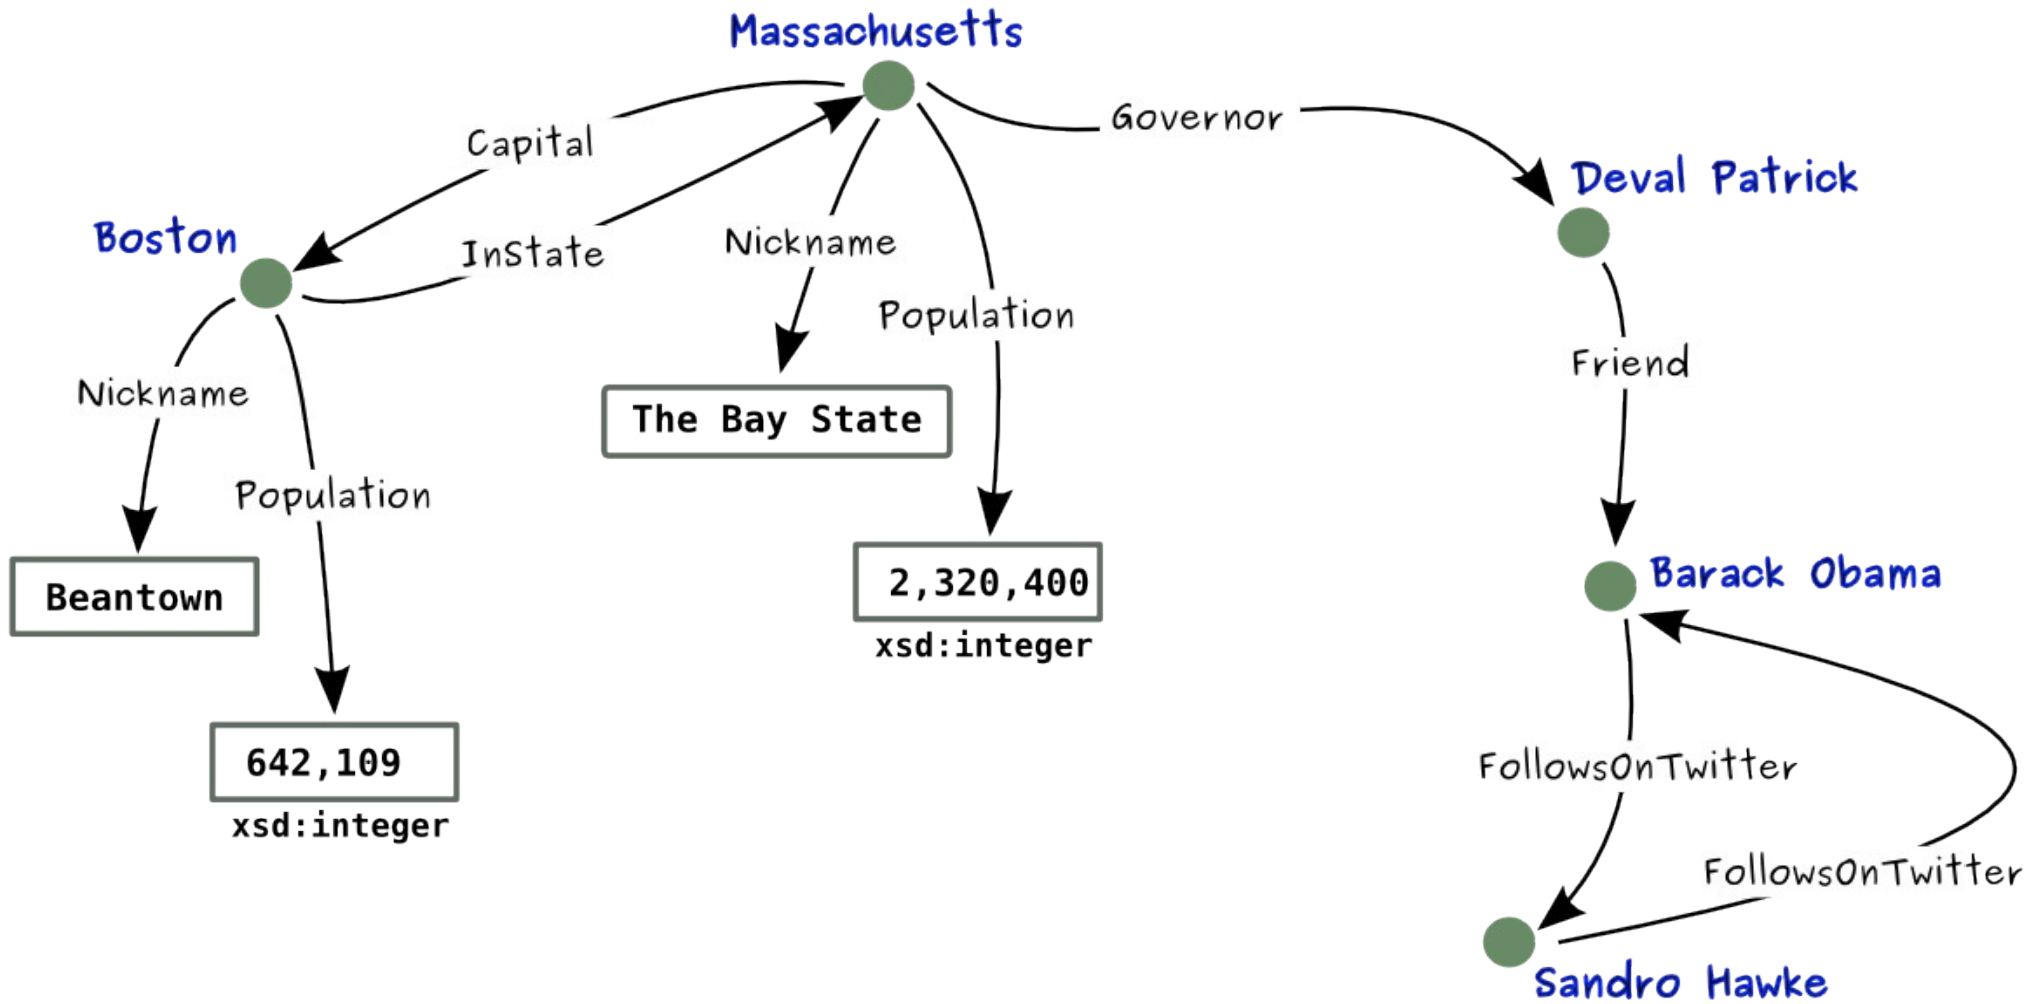 Massachusetts
Capital
Governor
Deval Patrick
Boston
InState
Nickname
Population
Friend
Nickname
The Bay State
Population
Beantown
2,320,400
xsd:integer
Barack Obama
642,109
xsd:integer
FollowsOnTwitter
FollowsOnTwitter
Sandro Hawke